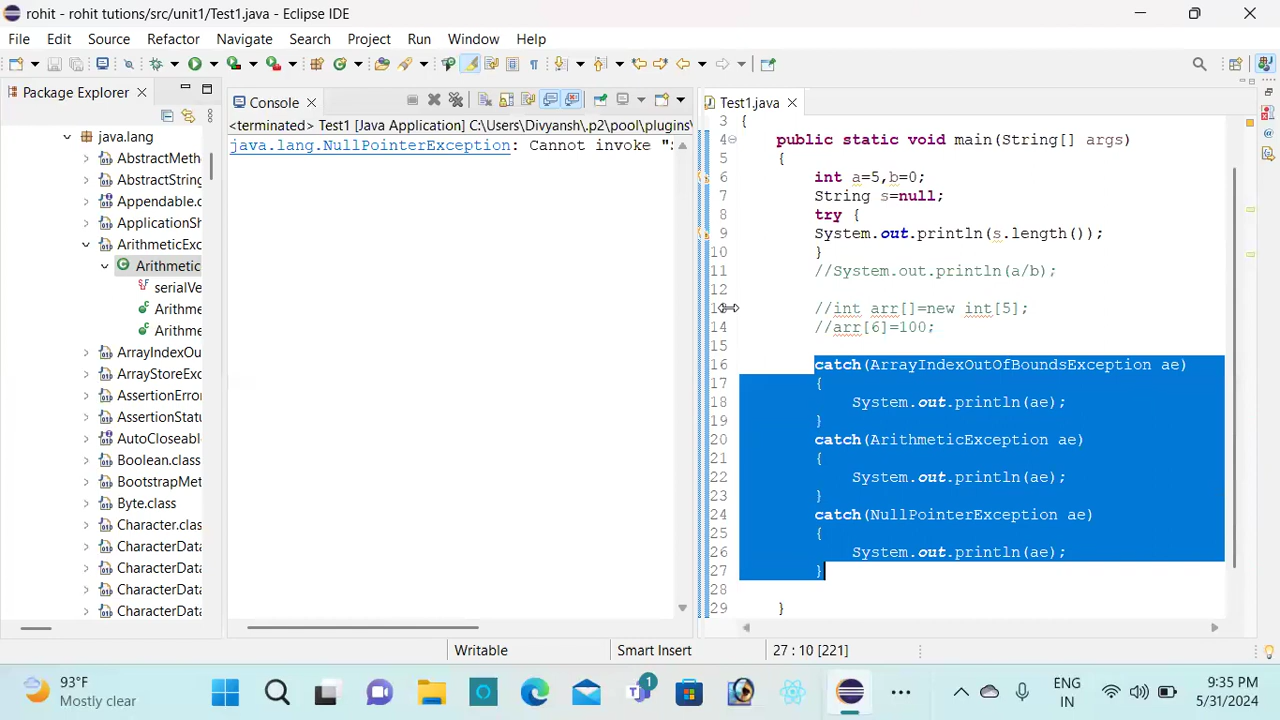 rohit - rohit tutions/src/unit1/Test1.java - Eclipse IDE
File Edit Source Refactor Navigate Search Project Run Window Help
Package Explorer
java.lang
AbstractMeth
AbstractString
Appendable.c
ApplicationSh
ArithmeticExc
Arithmetic
serialVe
Arithme
Arithme
ArrayIndexOu
ArrayStoreExc
AssertionError
AssertionStatu
AutoCloseabl
Boolean.class
BootstrapMet
Byte.class
Character.clas
CharacterData
CharacterData
CharacterData
CharacterData
Console
<terminated> Test1 [Java Application] C:\Users\Divyansh\.p2\pool\plugins\
java.lang.NullPointerException: Cannot invoke "S
Test1.java
3 {
4 public static void main(String[] args)
5 {
6 int a=5,b=0;
7 String s=null;
8 try {
9 System.out.println(s.length());
10 }
11 //System.out.println(a/b);
12
//int arr[]=new int[5];
14 //arr[6]=100;
15
16 catch(ArrayIndexOutOfBoundsException ae)
17 {
18 System.out.println(ae);
19 }
20 catch(ArithmeticException ae)
21 {
22 System.out.println(ae);
23 }
24 catch(NullPointerException ae)
25 {
26 System.out.println(ae);
27 }
28
29 }
Writable Smart Insert 27 : 10 [221]
93°F
Mostly clear
1
ENG
IN
9:35 PM
5/31/2024